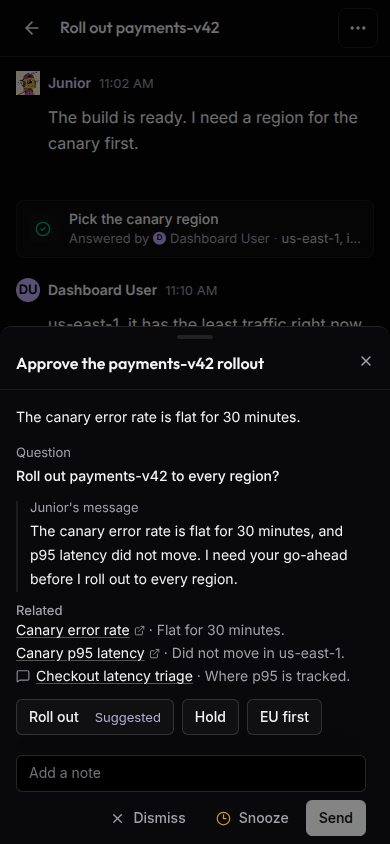 Roll out payments-v42
Junior 11:02 AM
The build is ready. I need a region for the
canary first.
Pick the canary region
Answered by D Dashboard User · us-east-1, i...
DU Dashboard User 11:10 AM
us-east-1, it has the least traffic right now
Approve the payments-v42 rollout
The canary error rate is flat for 30 minutes.
Question
Roll out payments-v42 to every region?
Junior's message
The canary error rate is flat for 30 minutes, and
p95 latency did not move. I need your go-ahead
before I roll out to every region.
Related
Canary error rate · Flat for 30 minutes.
Canary p95 latency · Did not move in us-east-1.
Checkout latency triage · Where p95 is tracked.
Roll out Suggested Hold EU first
Add a note
Dismiss Snooze Send